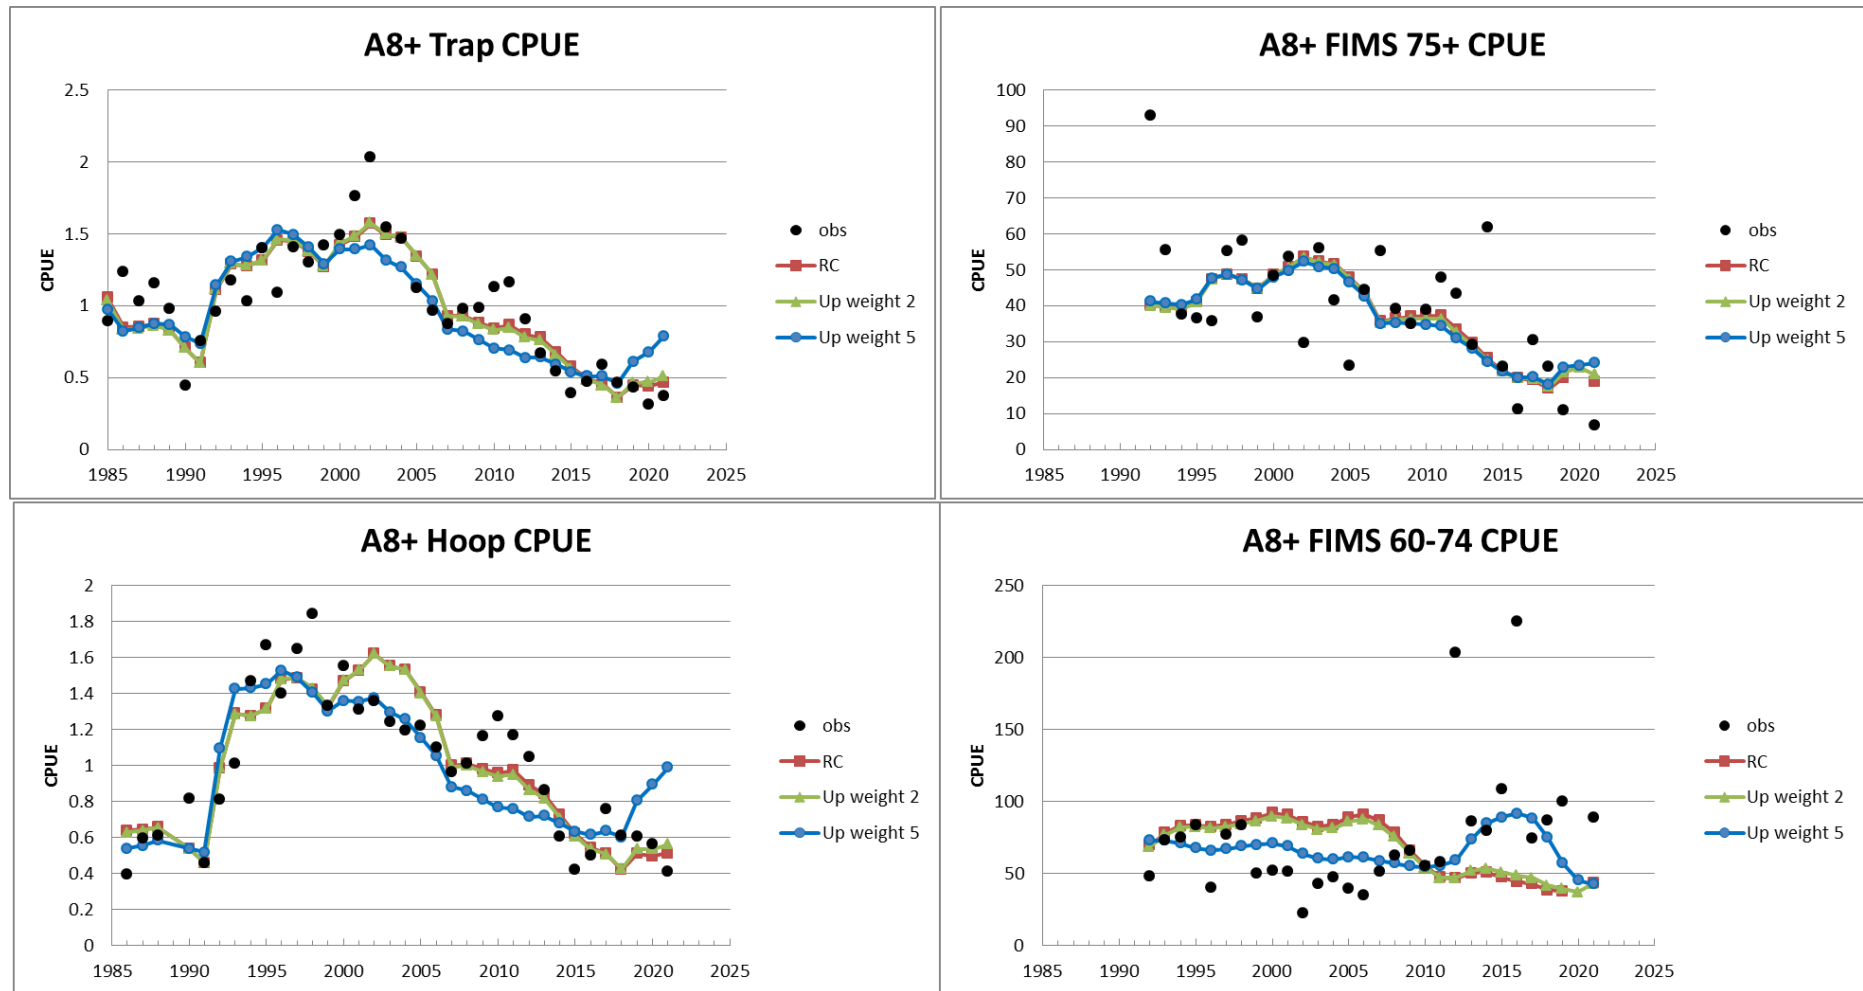 A8+ Trap CPUE
2.5
2
1.5
1
0.5
0
CPUE
1985 1990 1995 2000 2005 2010 2015 2020 2025
obs
RC
Up weight 2
Up weight 5
A8+ FIMS 75+ CPUE
100
90
80
70
60
50
40
30
20
10
0
CPUE
1985 1990 1995 2000 2005 2010 2015 2020 2025
obs
RC
Up weight 2
Up weight 5
A8+ Hoop CPUE
2
1.8
1.6
1.4
1.2
1
0.8
0.6
0.4
0.2
0
CPUE
1985 1990 1995 2000 2005 2010 2015 2020 2025
obs
RC
Up weight 2
Up weight 5
A8+ FIMS 60-74 CPUE
250
200
150
100
50
0
CPUE
1985 1990 1995 2000 2005 2010 2015 2020 2025
obs
RC
Up weight 2
Up weight 5